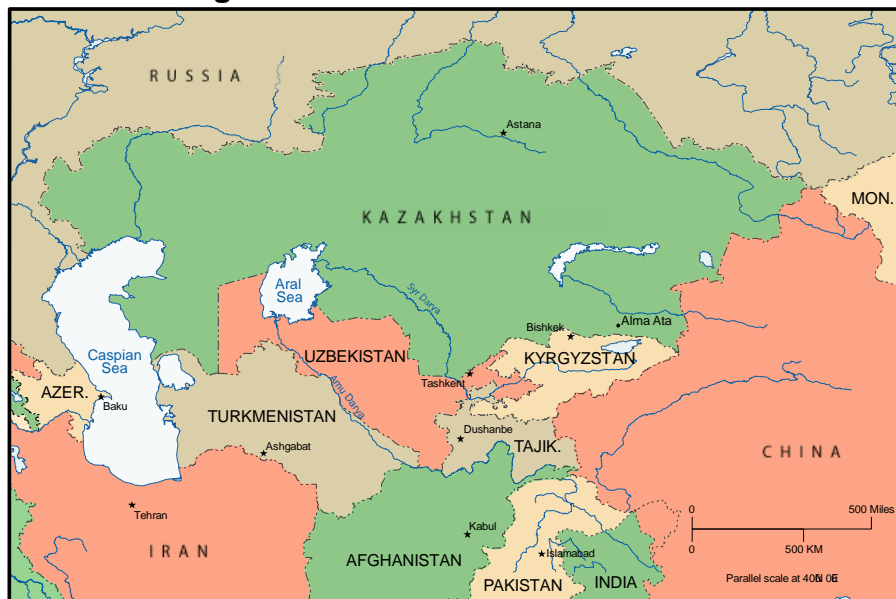 RUSSIA
Astana
MON.
KAZAKHSTAN
Aral
Sea
Syr Darya
Alma Ata
Bishkek
Caspian
Sea
UZBEKISTAN
KYRGYZSTAN
Tashkent
AZER.
Baku
Amu Darya
TURKMENISTAN
Dushanbe
TAJIK.
Ashgabat
CHINA
Tehran
0
500 Miles
Kabul
IRAN
500 KM
0
Islamabad
AFGHANISTAN
PAKISTAN
INDIA
Parallel scale at 40